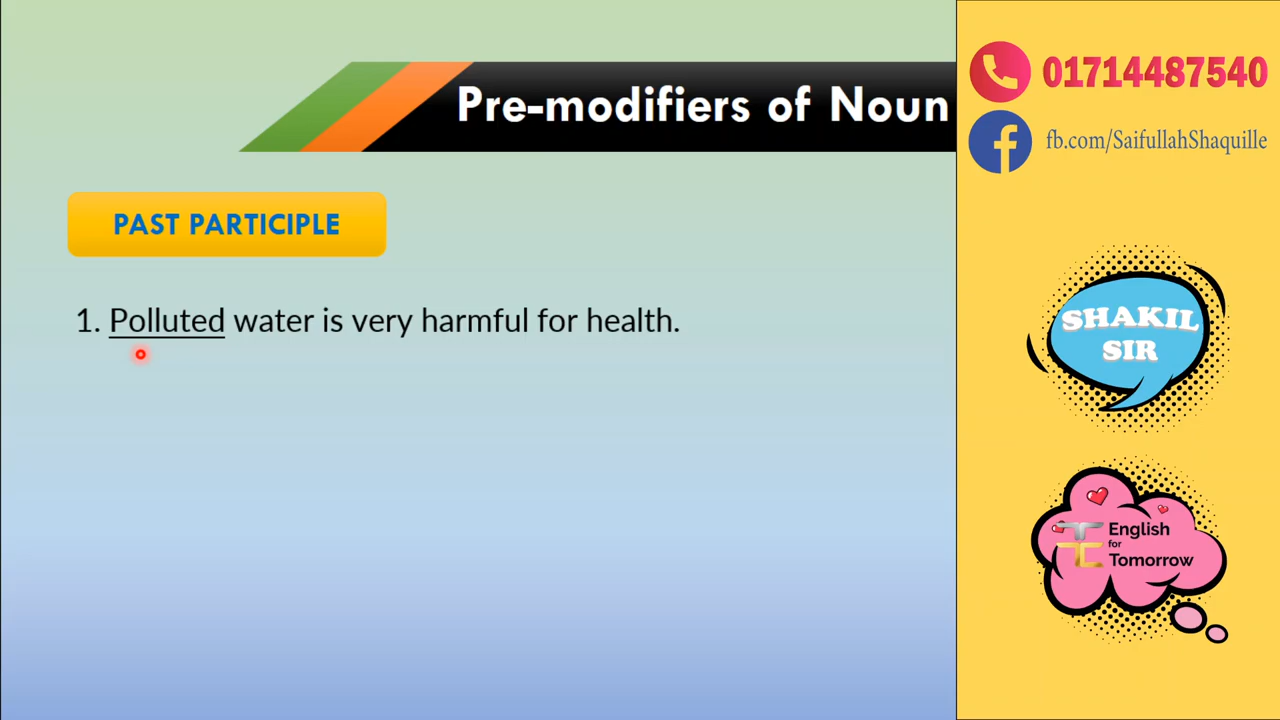 Pre-modifiers of Noun
PAST PARTICIPLE
1. Polluted water is very harmful for health.
01714487540
fb.com/SaifullahShaquille
SHAKIL
SIR
English
for
Tomorrow